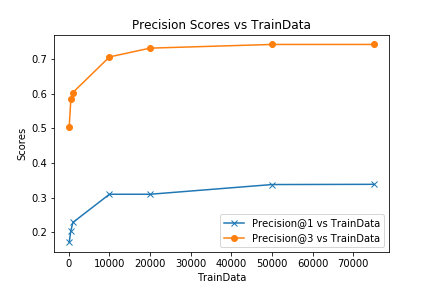 Precision Scores vs TrainData
Scores
0.7
0.6
0.5
0.4
0.3
0.2
Precision@1 vs TrainData
Precision@3 vs TrainData
0 10000 20000 30000 40000 50000 60000 70000
TrainData